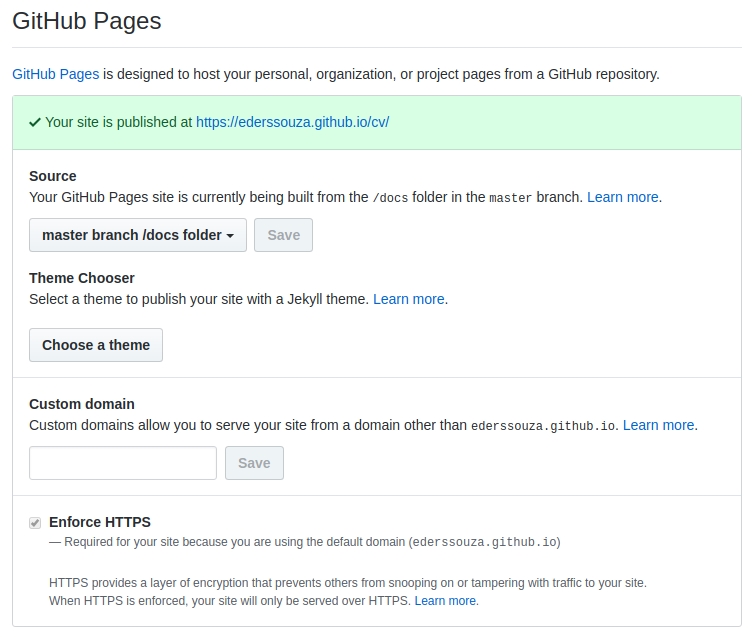 GitHub Pages
GitHub Pages is designed to host your personal, organization, or project pages from a GitHub repository.
Your site is published at https://ederssouza.github.io/cv/
Source
Your GitHub Pages site is currently being built from the /docs folder in the master branch. Learn more.
master branch /docs folder Save
Theme Chooser
Select a theme to publish your site with a Jekyll theme. Learn more.
Choose a theme
Custom domain
Custom domains allow you to serve your site from a domain other than ederssouza.github.io. Learn more.
Save
Enforce HTTPS
— Required for your site because you are using the default domain (ederssouza.github.io)
HTTPS provides a layer of encryption that prevents others from snooping on or tampering with traffic to your site.
When HTTPS is enforced, your site will only be served over HTTPS. Learn more.